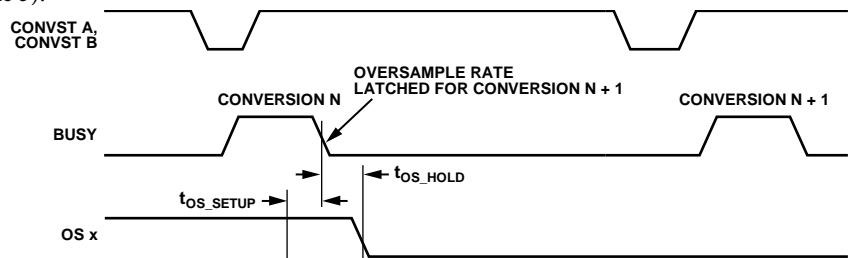 CONVST A,
CONVST B
OVERSAMPLE RATE
LATCHED FOR CONVERSION N + 1
CONVERSION N
CONVERSION N + 1
BUSY
tOS_HOLD
tOS_SETUP
OS x